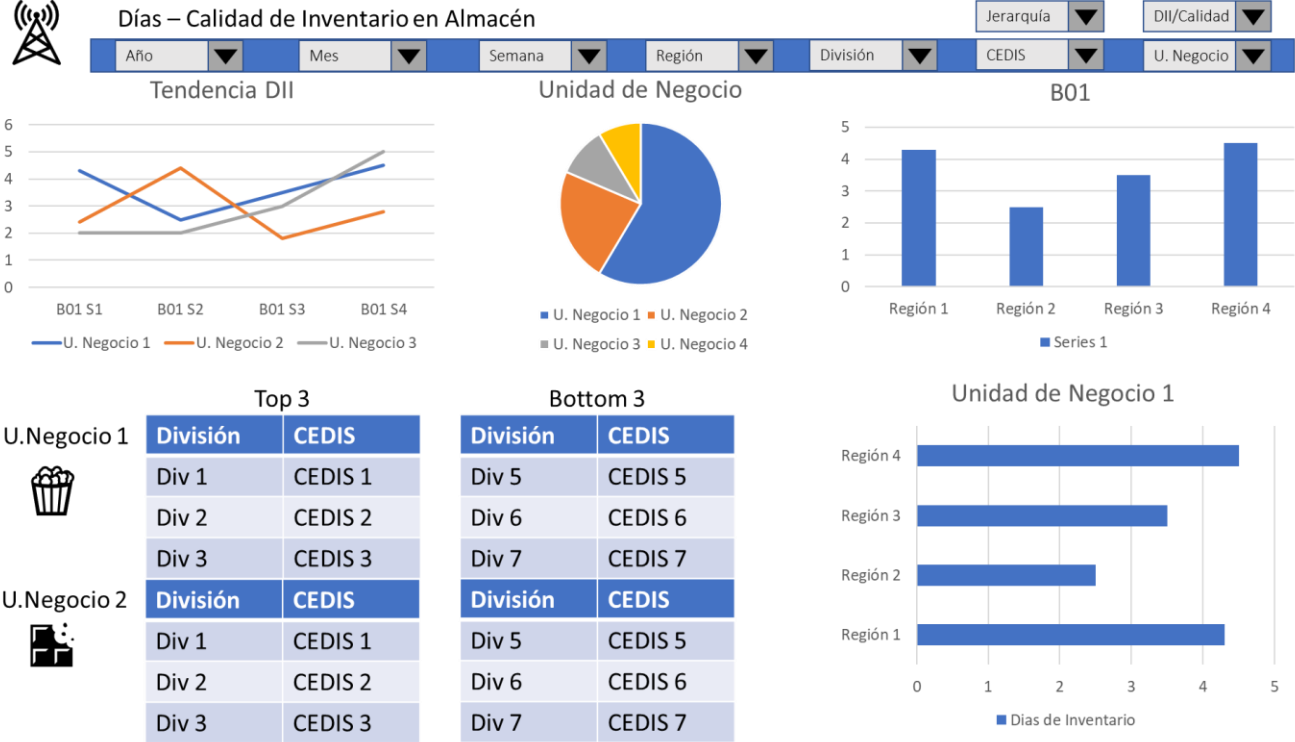 Días – Calidad de Inventario en Almacén
Jerarquía
DII/Calidad
Año
Mes
Semana
Región
División
CEDIS
U. Negocio
Tendencia DII
6
5
4
3
2
1
0
B01 S1
B01 S2
B01 S3
B01 S4
U. Negocio 1
U. Negocio 2
U. Negocio 3
Unidad de Negocio
U. Negocio 1
U. Negocio 2
U. Negocio 3
U. Negocio 4
B01
5
4
3
2
1
0
Región 1
Región 2
Región 3
Región 4
Series 1
Top 3
Bottom 3
U.Negocio 1
División CEDIS
Div 1 CEDIS 1
Div 2 CEDIS 2
Div 3 CEDIS 3
División CEDIS
Div 5 CEDIS 5
Div 6 CEDIS 6
Div 7 CEDIS 7
U.Negocio 2
División CEDIS
Div 1 CEDIS 1
Div 2 CEDIS 2
Div 3 CEDIS 3
División CEDIS
Div 5 CEDIS 5
Div 6 CEDIS 6
Div 7 CEDIS 7
Unidad de Negocio 1
Región 4
Región 3
Región 2
Región 1
0 1 2 3 4 5
Dias de Inventario